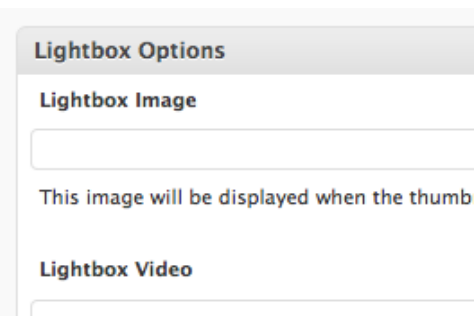 Lightbox Options
Lightbox Image
This image will be displayed when the thumb
Lightbox Video